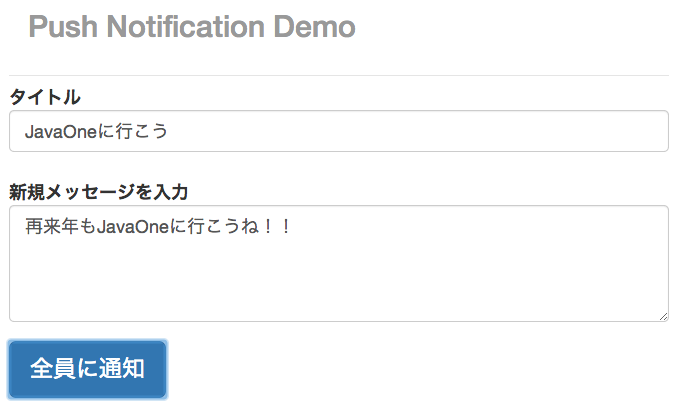 Push Notification Demo
タイトル
JavaOneに行こう
新規メッセージを入力
再来年もJavaOneに行こうね！！
全員に通知